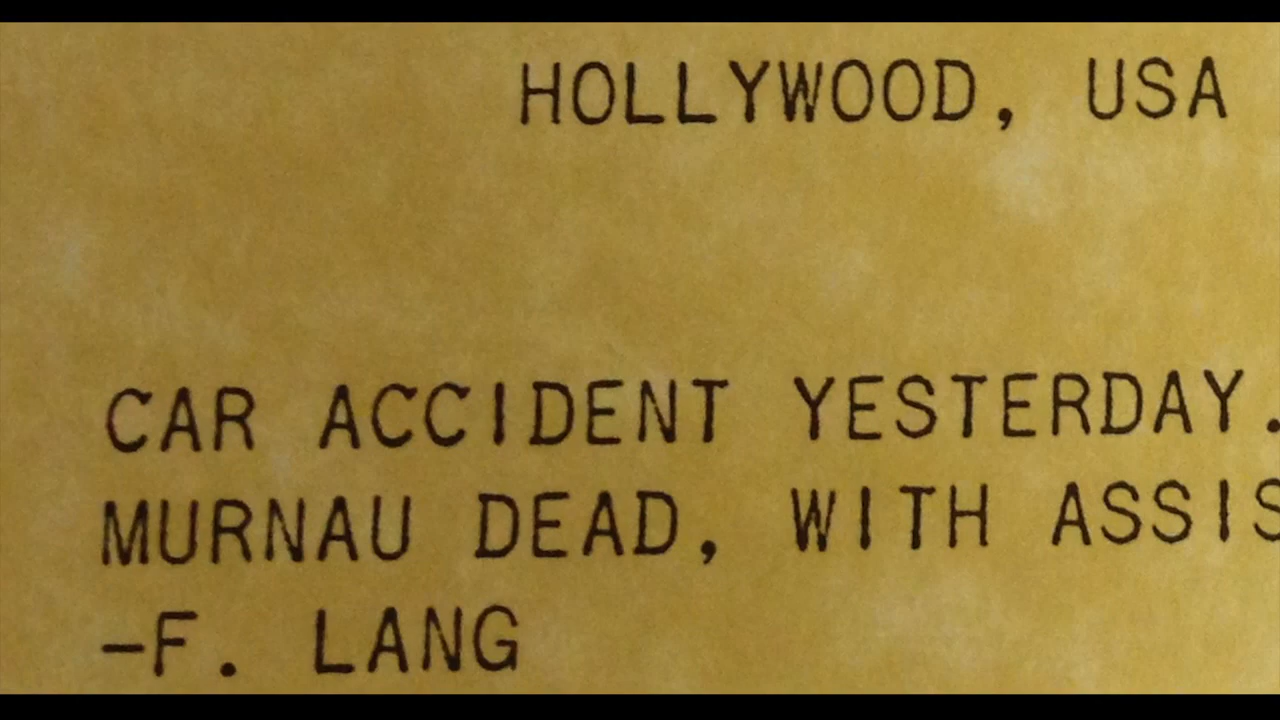 HOLLYWOOD, USA
CAR ACCIDENT YESTERDAY.
MURNAU DEAD, WITH ASSIS
-F. LANG